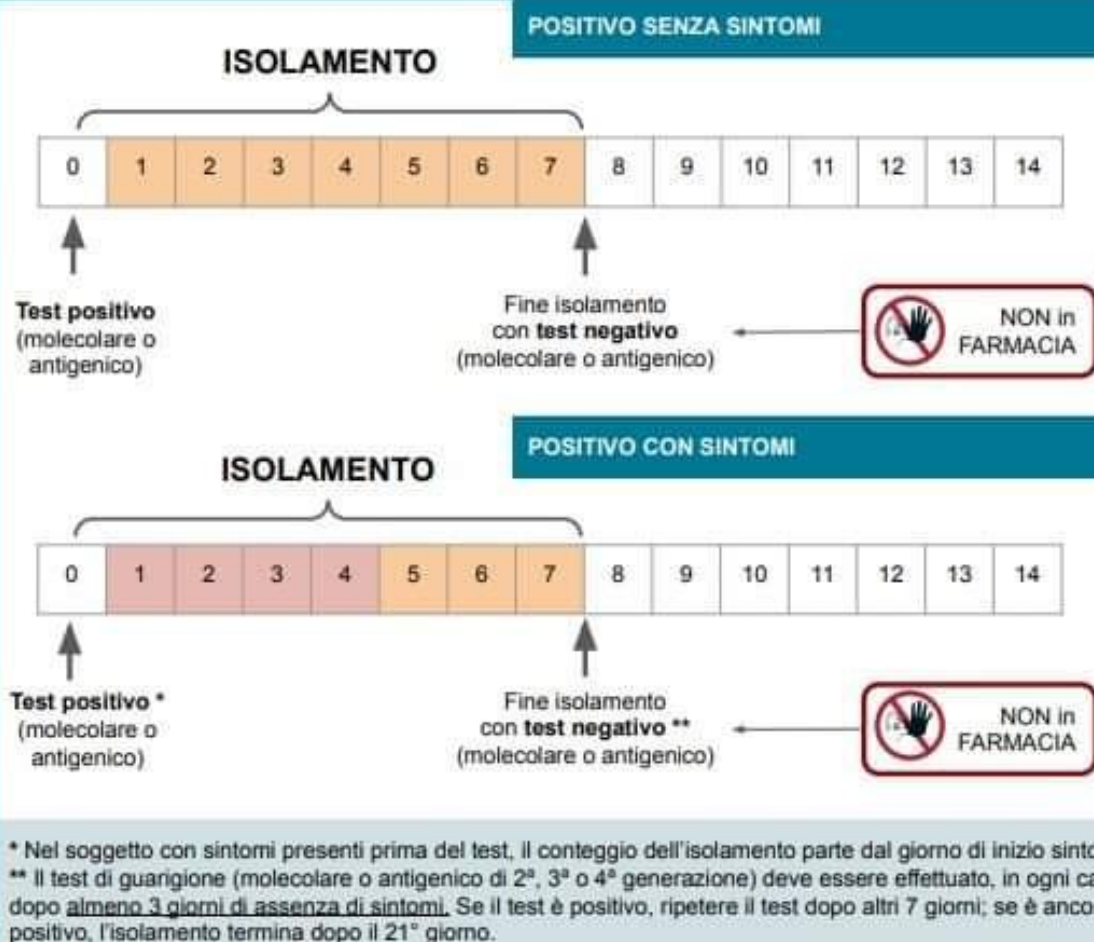 POSITIVO SENZA SINTOMI
ISOLAMENTO
0 1 2 3 4 5 6 7 8 9 10 11 12 13 14
Test positivo
(molecolare o
antigenico)
Fine isolamento
con test negativo
(molecolare o antigenico)
NON in
FARMACIA
POSITIVO CON SINTOMI
ISOLAMENTO
0 1 2 3 4 5 6 7 8 9 10 11 12 13 14
Test positivo *
(molecolare o
antigenico)
Fine isolamento
con test negativo **
(molecolare o antigenico)
NON in
FARMACIA
* Nel soggetto con sintomi presenti prima del test, il conteggio dell'isolamento parte dal giorno di inizio sinto
** Il test di guarigione (molecolare o antigenico di 2ª, 3ª o 4ª generazione) deve essere effettuato, in ogni ca
dopo almeno 3 giorni di assenza di sintomi. Se il test è positivo, ripetere il test dopo altri 7 giorni; se è anco
positivo, l'isolamento termina dopo il 21° giorno.